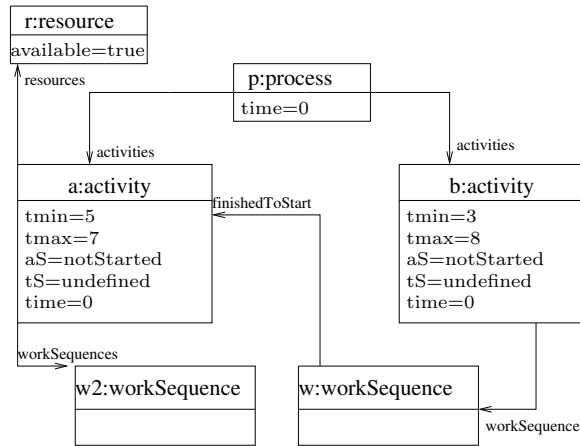 r:resource
available=true
resources
p:process
time=0
activities
activities
a:activity
tmin=5
tmax=7
aS=notStarted
tS=undefined
time=0
finishedToStart
b:activity
tmin=3
tmax=8
aS=notStarted
tS=undefined
time=0
workSequences
w2:workSequence
w:workSequence
workSequence